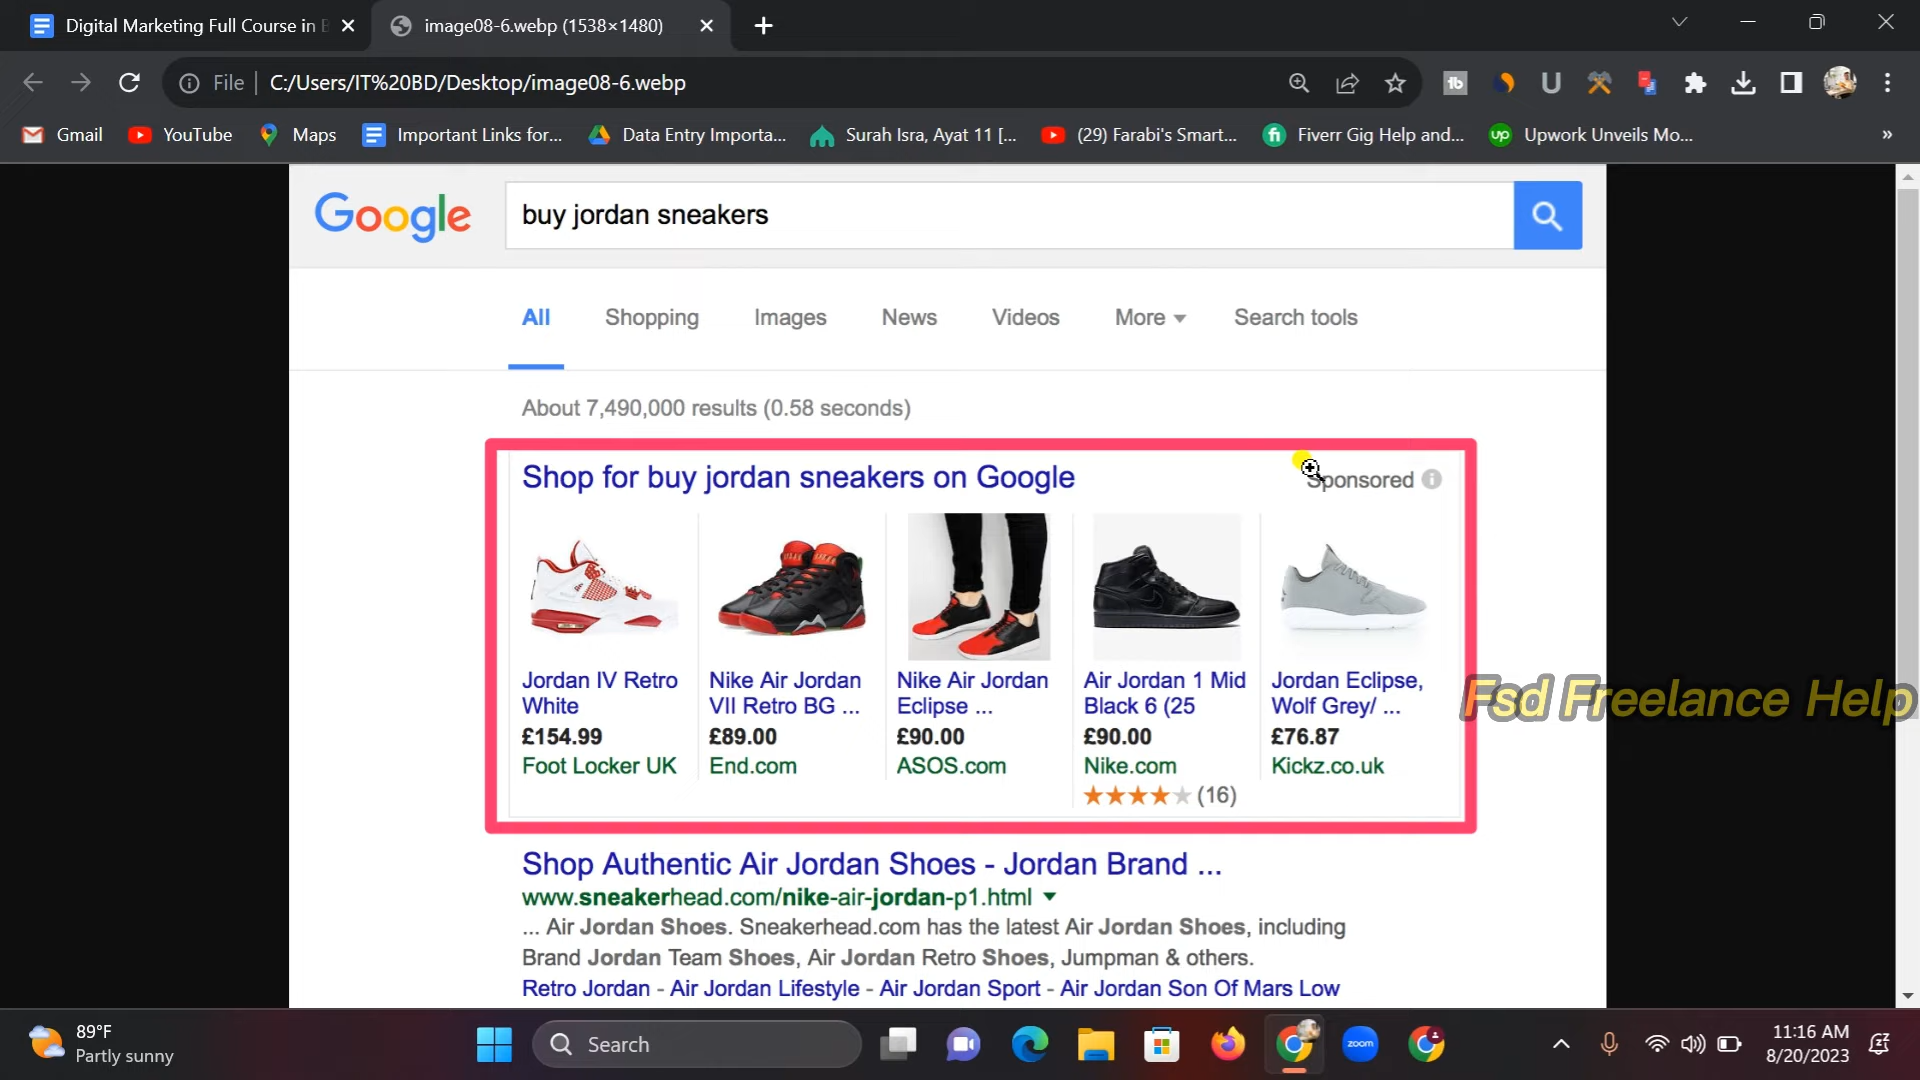 Digital Marketing Full Course in B
image08-6.webp (1538×1480)
File
C:/Users/IT%20BD/Desktop/image08-6.webp
Gmail
YouTube
Maps
Important Links for...
Data Entry Importa...
Surah Isra, Ayat 11 [...
(29) Farabi's Smart...
Fiverr Gig Help and...
Upwork Unveils Mo...
»
Google
buy jordan sneakers
All
Shopping
Images
News
Videos
More
Search tools
About 7,490,000 results (0.58 seconds)
Shop for buy jordan sneakers on Google
Sponsored
Jordan IV Retro
White
£154.99
Foot Locker UK
Nike Air Jordan
VII Retro BG ...
£89.00
End.com
Nike Air Jordan
Eclipse ...
£90.00
ASOS.com
Air Jordan 1 Mid
Black 6 (25
£90.00
Nike.com
(16)
Jordan Eclipse,
Wolf Grey/ ...
£76.87
Kickz.co.uk
Fsd Freelance Help
Shop Authentic Air Jordan Shoes - Jordan Brand ...
www.sneakerhead.com/nike-air-jordan-p1.html
... Air Jordan Shoes. Sneakerhead.com has the latest Air Jordan Shoes, including
Brand Jordan Team Shoes, Air Jordan Retro Shoes, Jumpman & others.
Retro Jordan - Air Jordan Lifestyle - Air Jordan Sport - Air Jordan Son Of Mars Low
89°F
Partly sunny
Search
zoom
11:16 AM
8/20/2023